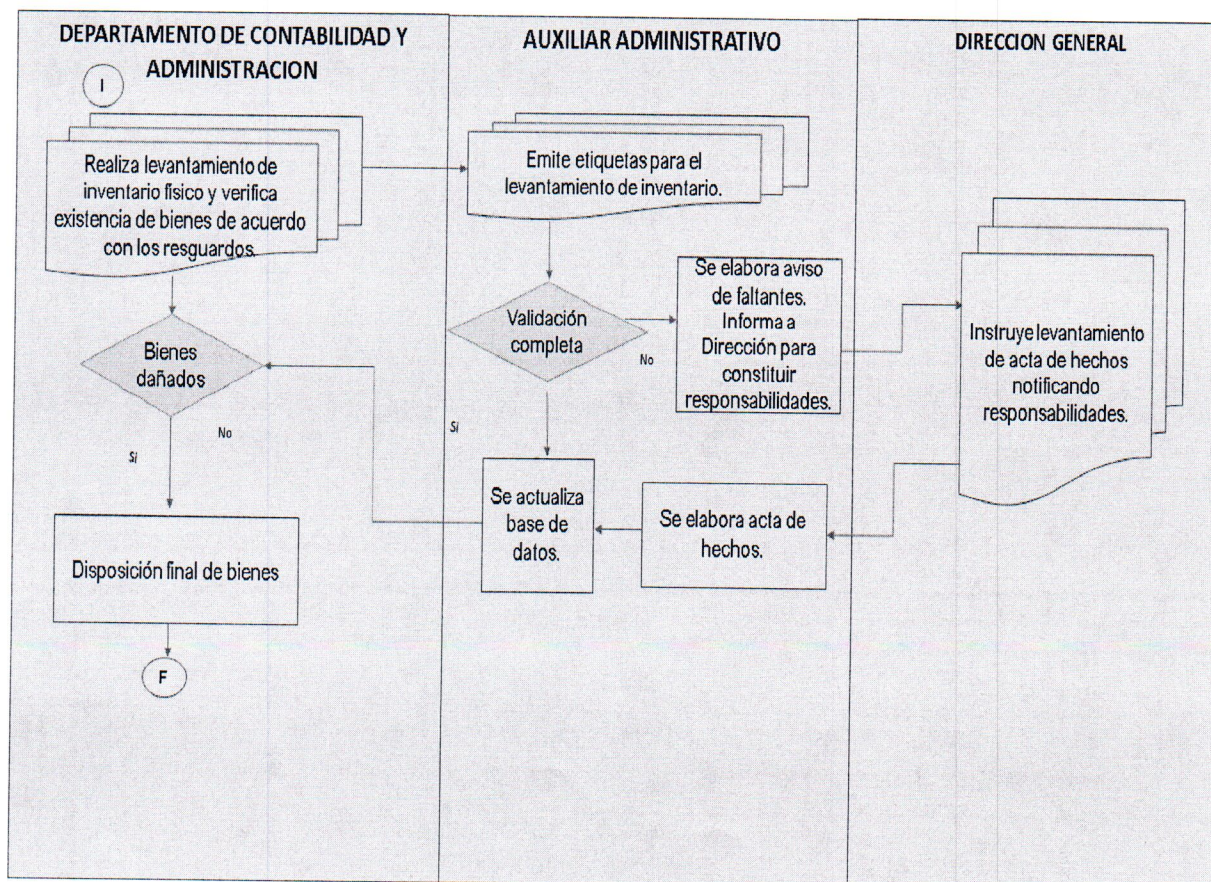 DEPARTAMENTO DE CONTABILIDAD Y
ADMINISTRACION
I
Realiza levantamiento de
inventario físico y verifica
existencia de bienes de acuerdo
con los resguardos.
Bienes
dañados
No
Si
Disposición final de bienes
F
AUXILIAR ADMINISTRATIVO
Emite etiquetas para el
levantamiento de inventario.
Validación
completa
No
Si
Se elabora aviso
de faltantes.
Informa a
Dirección para
constituir
responsabilidades.
Se actualiza
base de
datos.
Se elabora acta de
hechos.
DIRECCION GENERAL
Instruye levantamiento
de acta de hechos
notificando
responsabilidades.